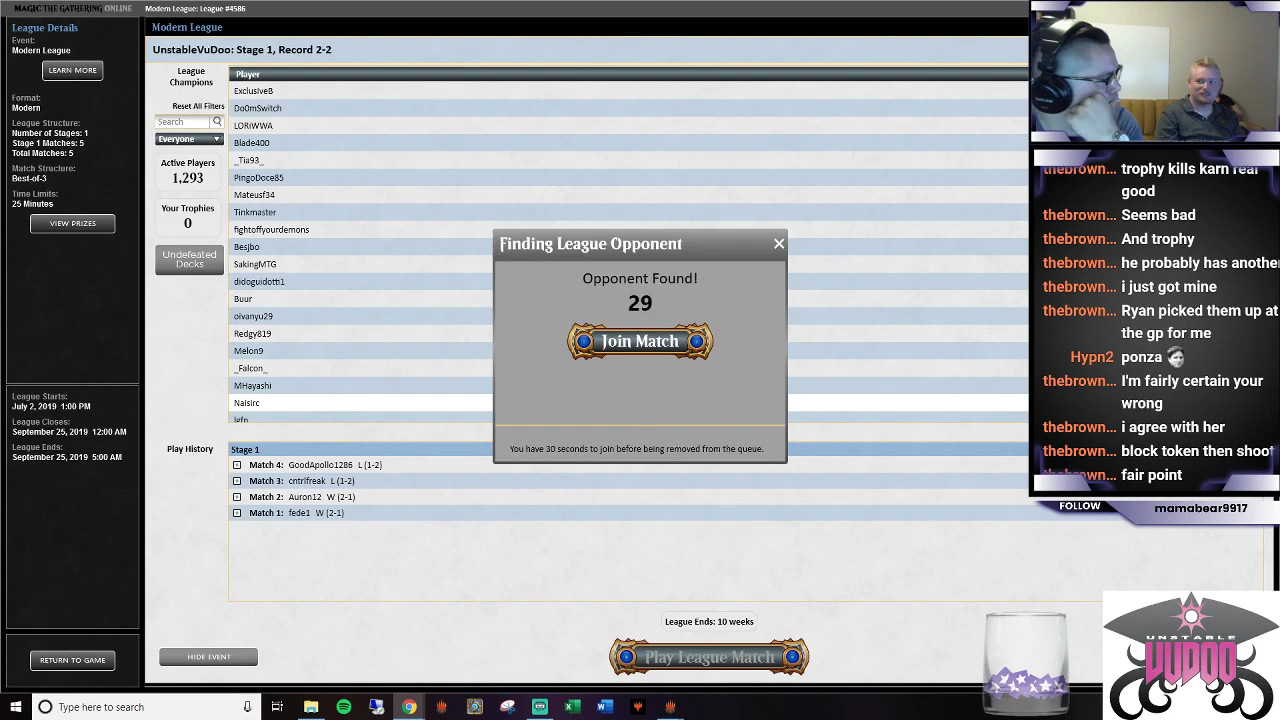 MAGIC THE GATHERING ONLINE
Modern League: League #4586
League Details
Event:
Modern League
LEARN MORE
Format:
Modern
League Structure:
Number of Stages: 1
Stage 1 Matches: 5
Total Matches: 5
Match Structure:
Best-of-3
Time Limits:
25 Minutes
VIEW PRIZES
League Starts:
July 2, 2019 1:00 PM
League Closes:
September 25, 2019 12:00 AM
League Ends:
September 25, 2019 5:00 AM
RETURN TO GAME
Modern League
UnstableVuDoo: Stage 1, Record 2-2
League
Champions
Reset All Filters
Search
Everyone
Active Players
1,293
Your Trophies
0
Undefeated
Decks
Player
ExclusiveB
Do0mSwitch
LORiWWA
Blade400
_Tia93_
PingoDoce85
Mateusf34
Tinkmaster
fightoffyourdemons
Besjbo
SakingMTG
didoguidotti1
Buur
oivanyu29
Redgy819
Melon9
_Falcon_
MHayashi
Nalsirc
Play History
Stage 1
Match 4: GoodApollo1286 L (1-2)
Match 3: cntrlfreak L (1-2)
Match 2: Auron12 W (2-1)
Match 1: fede1 W (2-1)
Finding League Opponent
Opponent Found!
29
Join Match
You have 30 seconds to join before being removed from the queue.
League Ends: 10 weeks
HIDE EVENT
Play League Match
thebrown... trophy kills karn real
good
thebrown... Seems bad
thebrown... And trophy
thebrown... he probably has another
thebrown... i just got mine
thebrown... Ryan picked them up at
the gp for me
Hypn2 ponza
thebrown... I'm fairly certain your
wrong
thebrown... i agree with her
thebrown... block token then shoot
thebrown... fair point
FOLLOW
mamabear9917
UNSTABLE
VUDOO
Type here to search